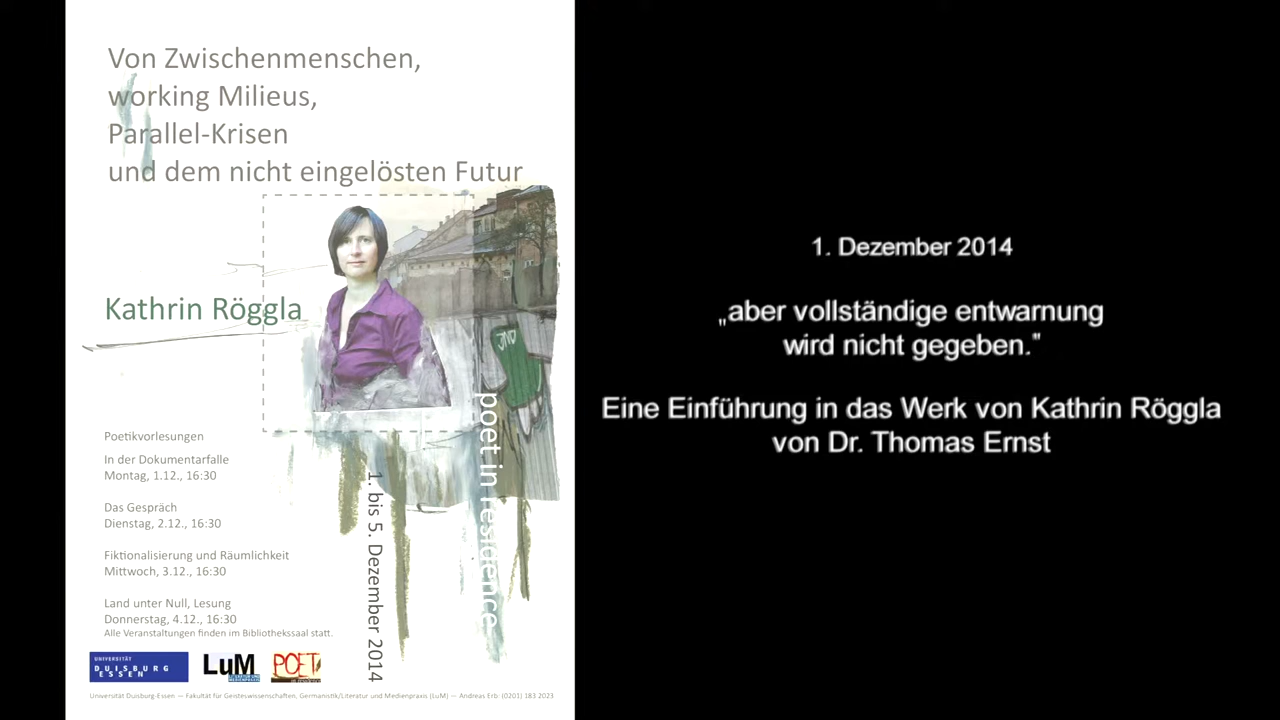 Von Zwischenmenschen,
working Milieus,
Parallel-Krisen
und dem nicht eingelösten Futur
Kathrin Röggla
Poetikvorlesungen
In der Dokumentarfalle
Montag, 1.12., 16:30
Das Gespräch
Dienstag, 2.12., 16:30
Fiktionalisierung und Räumlichkeit
Mittwoch, 3.12., 16:30
Land unter Null, Lesung
Donnerstag, 4.12., 16:30
Alle Veranstaltungen finden im Bibliothekssaal statt.
1. bis 5. Dezember 2014
poet in residence
UNIVERSITÄT
DUISBURG
ESSEN
LuM
POET
Universität Duisburg-Essen — Fakultät für Geisteswissenschaften, Germanistik/Literatur und Medienpraxis (LuM) — Andreas Erb: (0201) 183 2023
1. Dezember 2014
„aber vollständige entwarnung
wird nicht gegeben."
Eine Einführung in das Werk von Kathrin Röggla
von Dr. Thomas Ernst